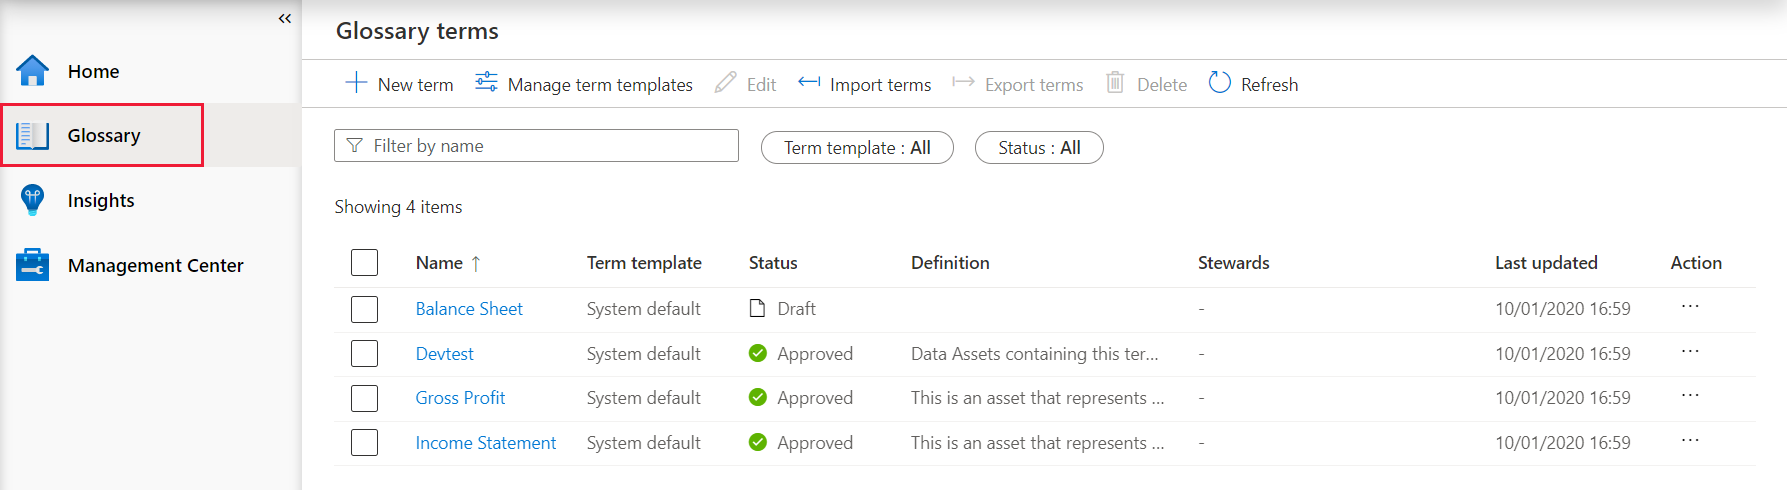 «
Home
Glossary
Insights
Management Center
Glossary terms
New term Manage term templates Edit Import terms Export terms Delete Refresh
Filter by name Term template : All Status : All
Showing 4 items
Name ↑ Term template Status Definition Stewards Last updated Action
Balance Sheet System default Draft - 10/01/2020 16:59 ...
Devtest System default Approved Data Assets containing this ter... - 10/01/2020 16:59 ...
Gross Profit System default Approved This is an asset that represents ... - 10/01/2020 16:59 ...
Income Statement System default Approved This is an asset that represents ... - 10/01/2020 16:59 ...